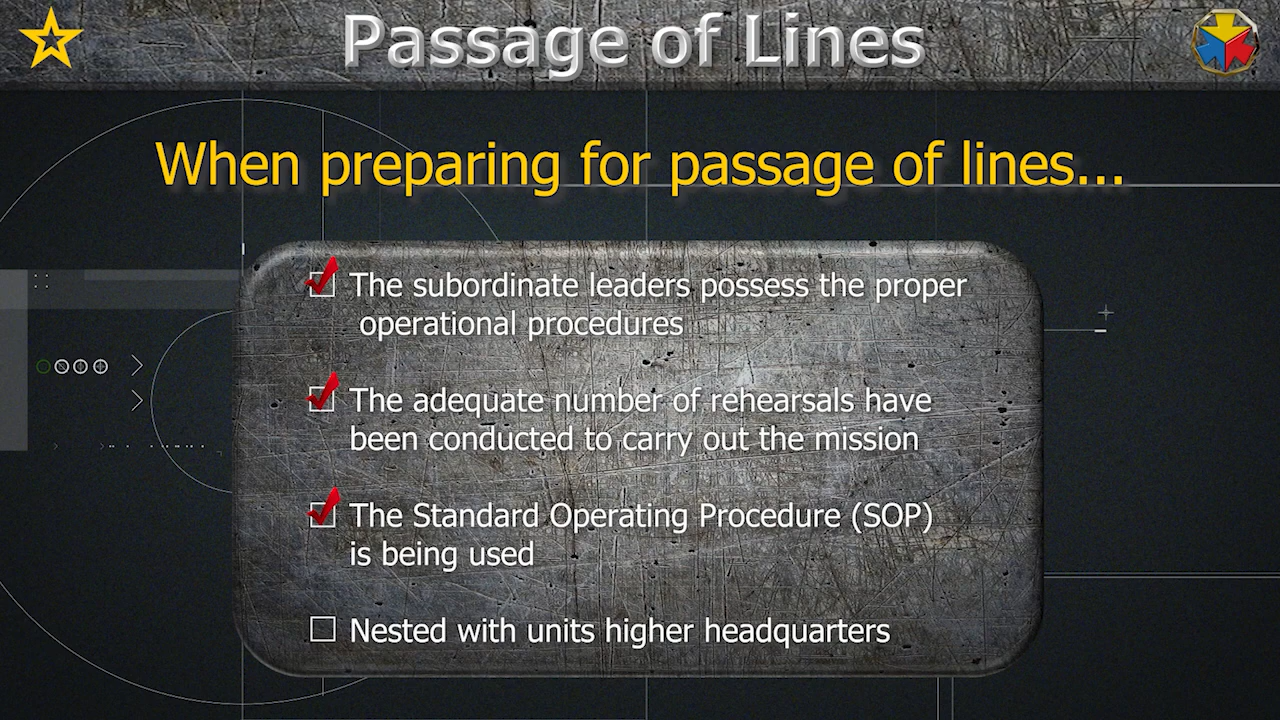 Passage of Lines
When preparing for passage of lines...
The subordinate leaders possess the proper
operational procedures
The adequate number of rehearsals have
been conducted to carry out the mission
The Standard Operating Procedure (SOP)
is being used
Nested with units higher headquarters